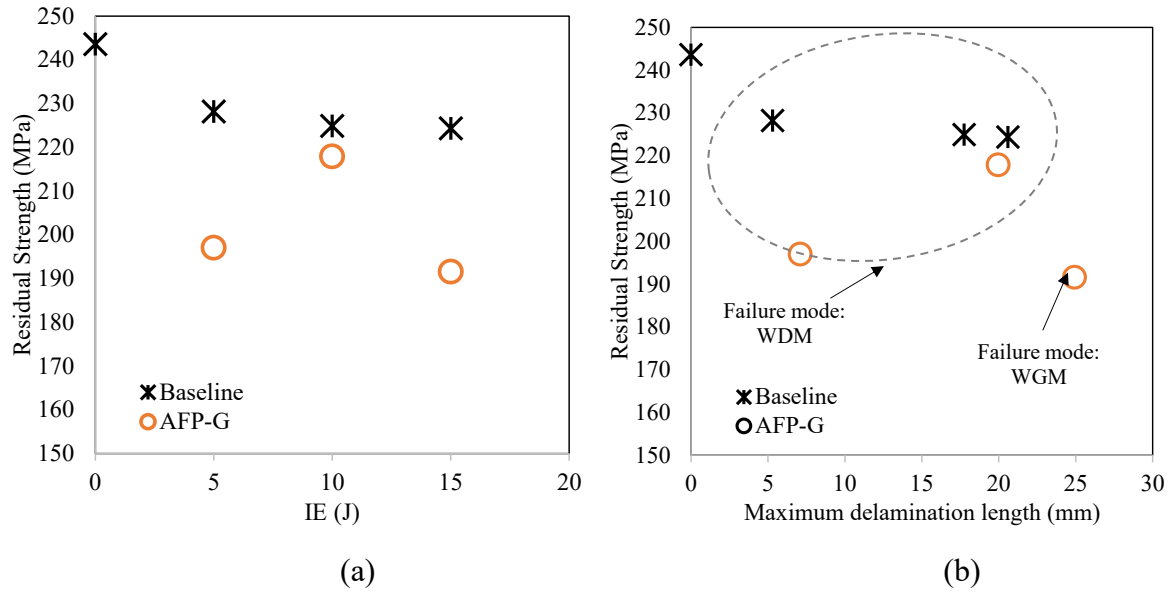 250
240
230
220
210
200
190
180
170
160
150
Residual Strength (MPa)
Baseline
AFP-G
0
5
10
15
20
IE (J)
(a)
250
240
230
220
210
200
190
180
170
160
150
Residual Strength (MPa)
Failure mode:
WDM
Failure mode:
WGM
Baseline
AFP-G
0
5
10
15
20
25
30
Maximum delamination length (mm)
(b)